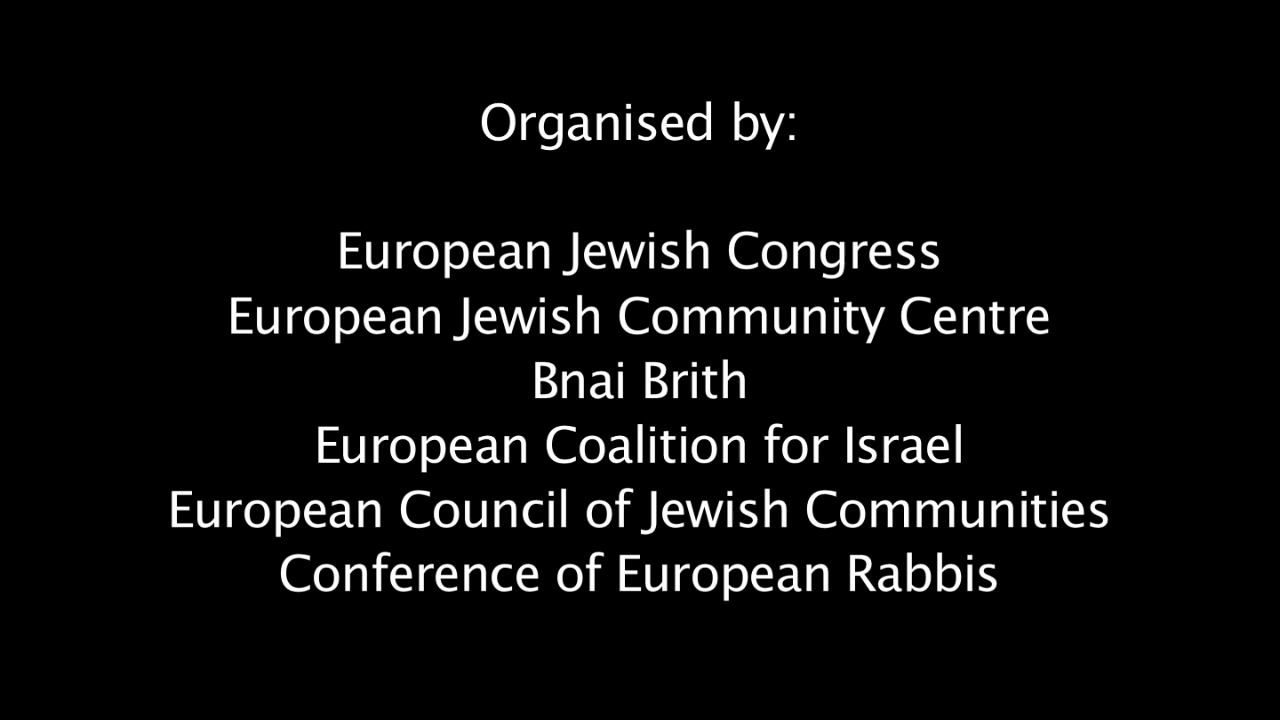 Organised by:
European Jewish Congress
European Jewish Community Centre
Bnai Brith
European Coalition for Israel
European Council of Jewish Communities
Conference of European Rabbis